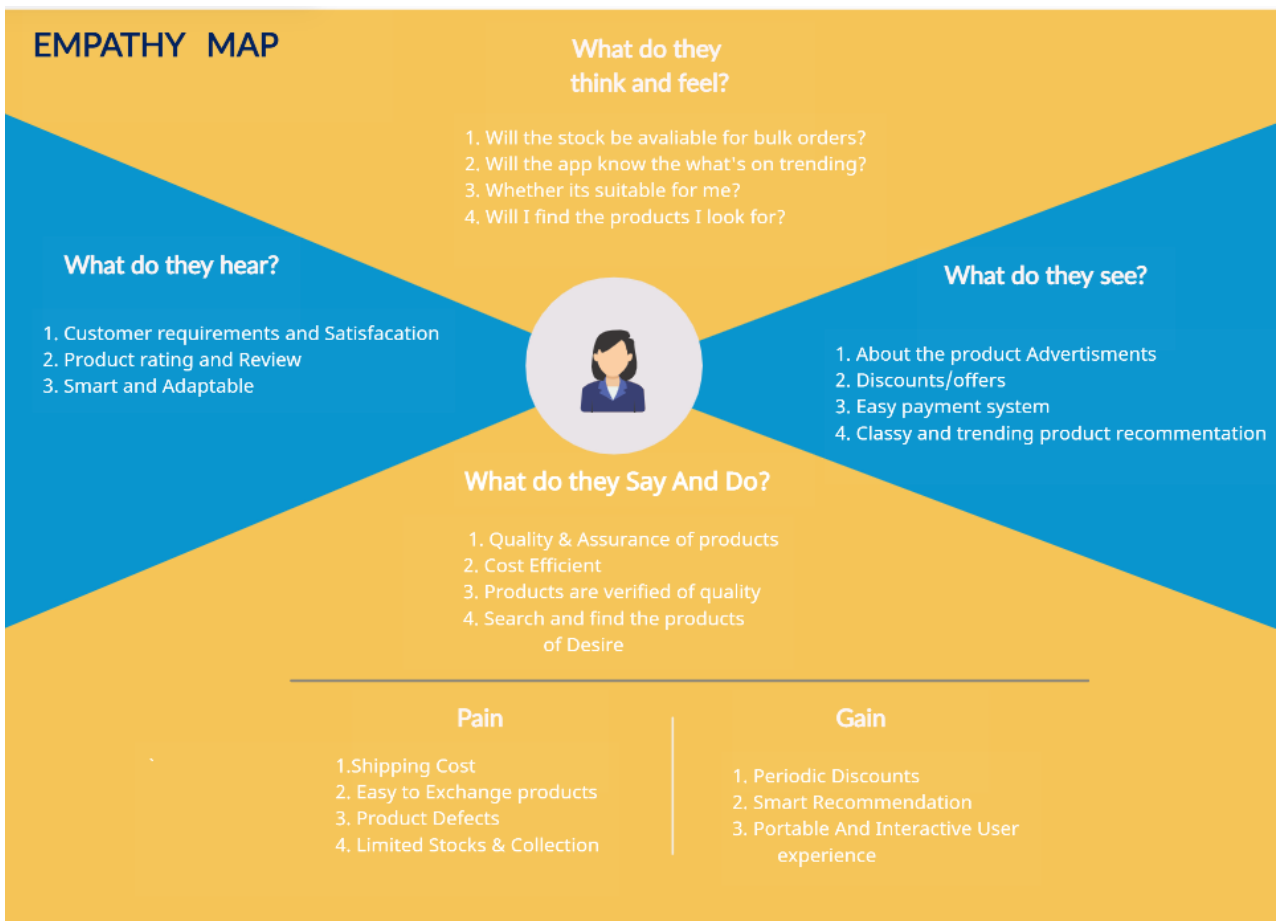 EMPATHY MAP
What do they
think and feel?
1. Will the stock be avaliable for bulk orders?
2. Will the app know the what's on trending?
3. Whether its suitable for me?
4. Will I find the products I look for?
What do they hear?
1. Customer requirements and Satisfacation
2. Product rating and Review
3. Smart and Adaptable
What do they see?
1. About the product Advertisments
2. Discounts/offers
3. Easy payment system
4. Classy and trending product recommentation
What do they Say And Do?
1. Quality & Assurance of products
2. Cost Efficient
3. Products are verified of quality
4. Search and find the products
of Desire
Pain
1.Shipping Cost
2. Easy to Exchange products
3. Product Defects
4. Limited Stocks & Collection
Gain
1. Periodic Discounts
2. Smart Recommendation
3. Portable And Interactive User
experience